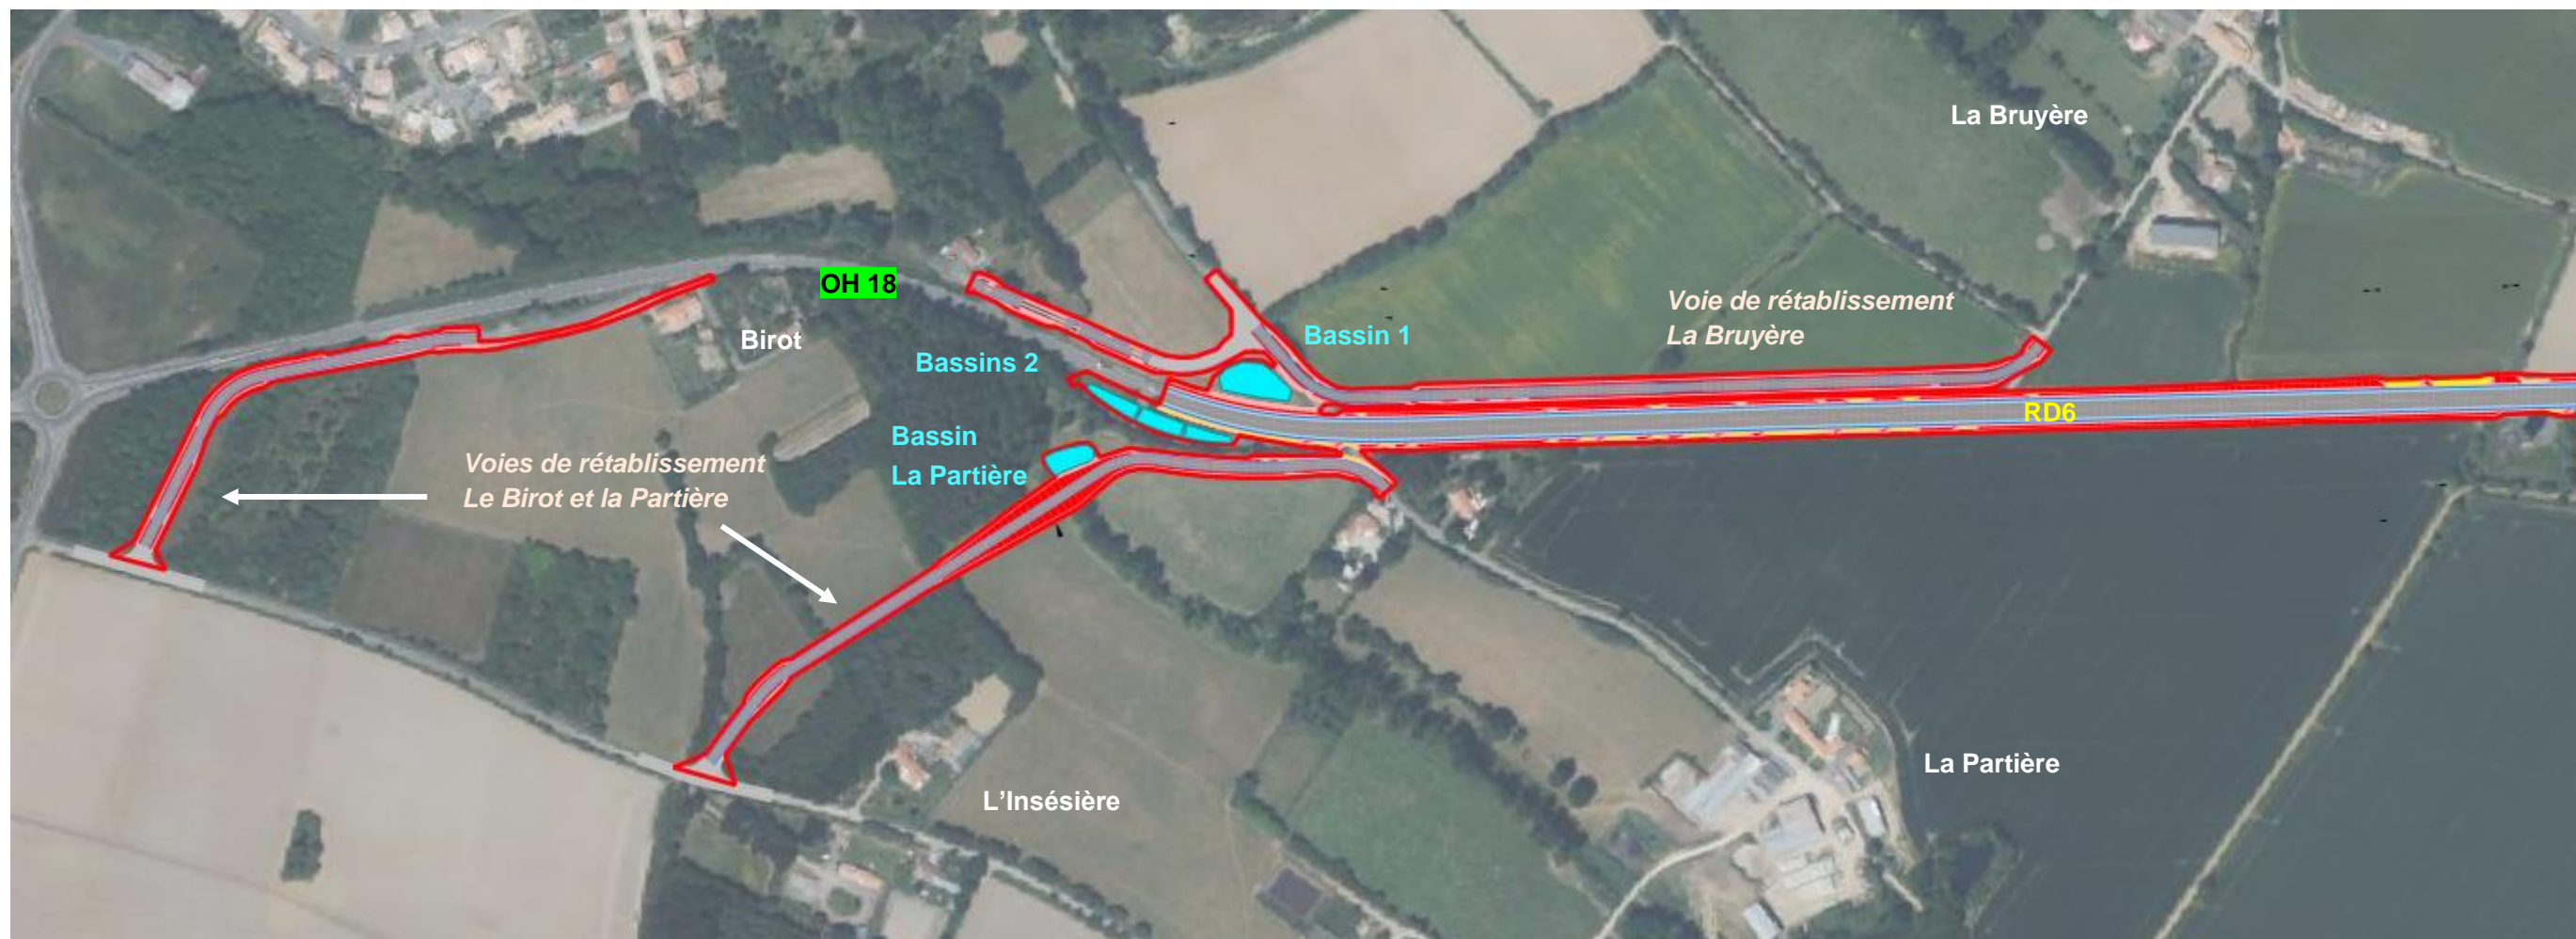 La Bruyère
OH 18
Birot
Voie de rétablissement
La Bruyère
Bassin 1
Bassins 2
RD6
Bassin
La Partière
Voies de rétablissement
Le Birot et la Partière
La Partière
L'Insésière